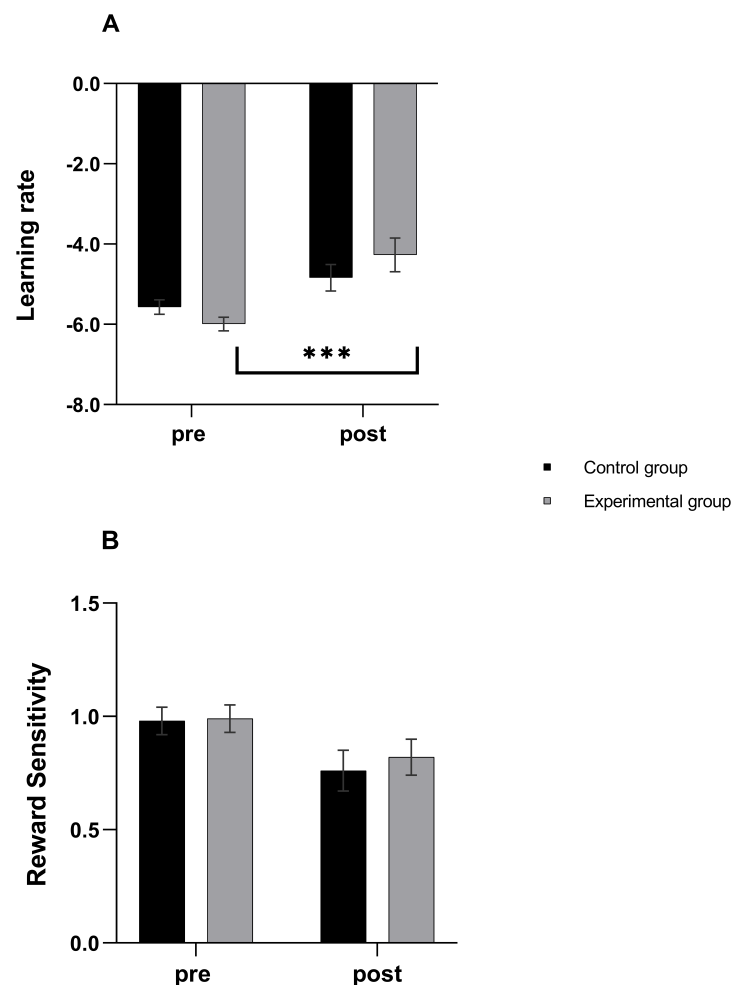 A
Learning rate
0.0
-2.0
-4.0
-6.0
-8.0
***
pre post
Control group
Experimental group
B
Reward Sensitivity
1.5
1.0
0.5
0.0
pre post